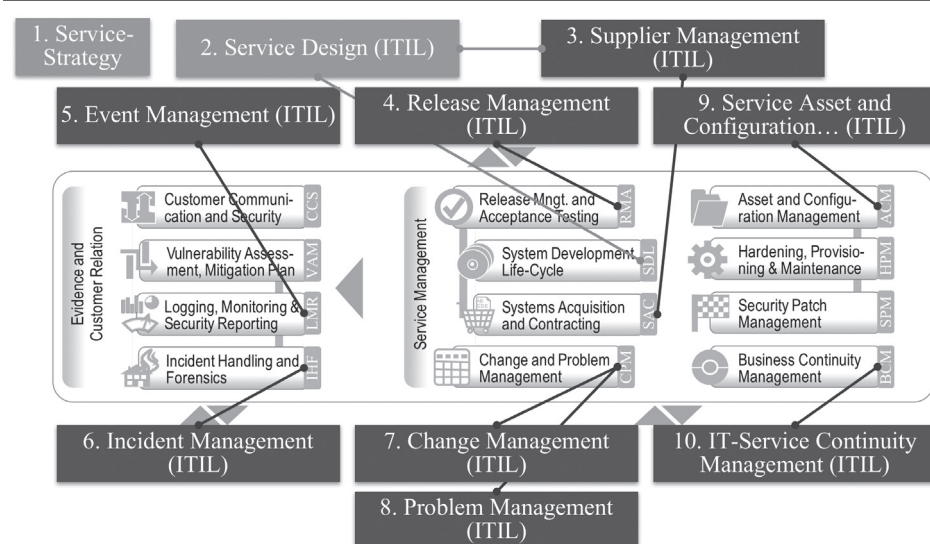 1. Service-
Strategy
2. Service Design (ITIL)
3. Supplier Management
(ITIL)
5. Event Management (ITIL)
4. Release Management
(ITIL)
9. Service Asset and
Configuration… (ITIL)
Evidence and
Customer Relation
Customer Communi-
cation and Security
CCS
Vulnerability Assess-
ment, Mitigation Plan
VAM
Logging, Monitoring &
Security Reporting
LMR
Incident Handling and
Forensics
IHF
Service Management
Release Mngt. and
Acceptance Testing
RMA
System Development
Life-Cycle
SDL
Systems Acquisition
and Contracting
SAC
Change and Problem
Management
CPM
Asset and Configu-
ration Management
ACM
Hardening, Provisio-
ning & Maintenance
HPM
Security Patch
Management
SPM
Business Continuity
Management
BCM
6. Incident Management
(ITIL)
7. Change Management
(ITIL)
10. IT-Service Continuity
Management (ITIL)
8. Problem Management
(ITIL)